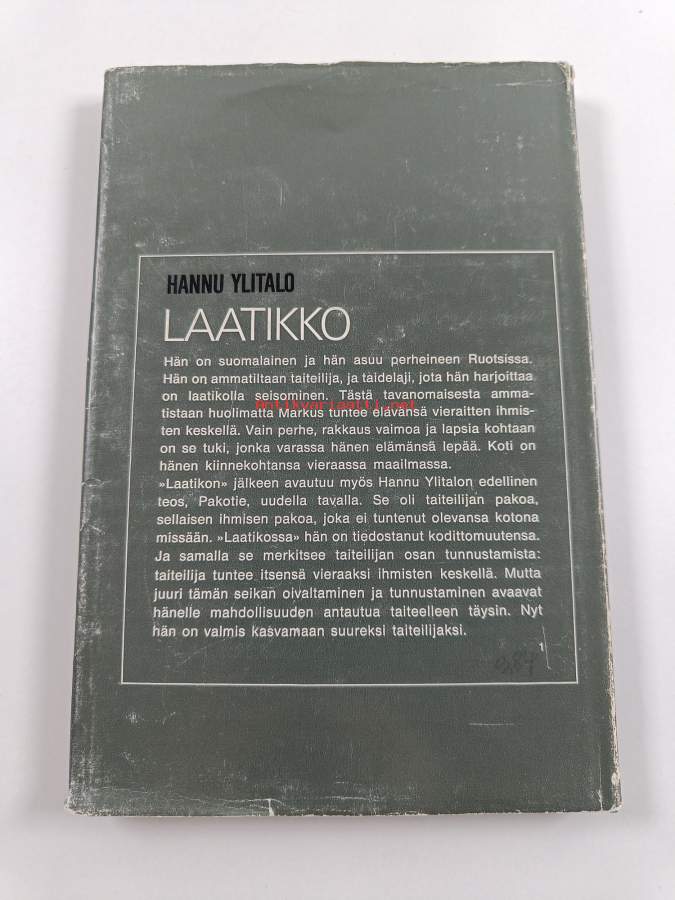 HANNU YLITALO
LAATIKKO
Hän on suomalainen ja hän asuu perheineen Ruotsissa.
Hän on ammatiltaan taiteilija, ja taidelaji, jota hän harjoittaa
on laatikolla seisominen. Tästä tavanomaisesta amma-
Antikvariaatti.net
tistaan huolimatta Markus tuntee elävänsä vieraitten ihmis-
ten keskellä. Vain perhe, rakkaus vaimoa ja lapsia kohtaan
on se tuki, jonka varassa hänen elämänsä lepää. Koti on
hänen kiinnekohtansa vieraassa maailmassa.
»Laatikon» jälkeen avautuu myös Hannu Ylitalon edellinen
teos, Pakotie, uudella tavalla. Se oli taiteilijan pakoa,
sellaisen ihmisen pakoa, joka ei tuntenut olevansa kotona
missään. »Laatikossa» hän on tiedostanut kodittomuutensa.
Ja samalla se merkitsee taiteilijan osan tunnustamista:
taiteilija tuntee itsensä vieraaksi ihmisten keskellä. Mutta
juuri tämän seikan oivaltaminen ja tunnustaminen avaavat
hänelle mahdollisuuden antautua taiteelleen täysin. Nyt
hän on valmis kasvamaan suureksi taiteilijaksi.
1